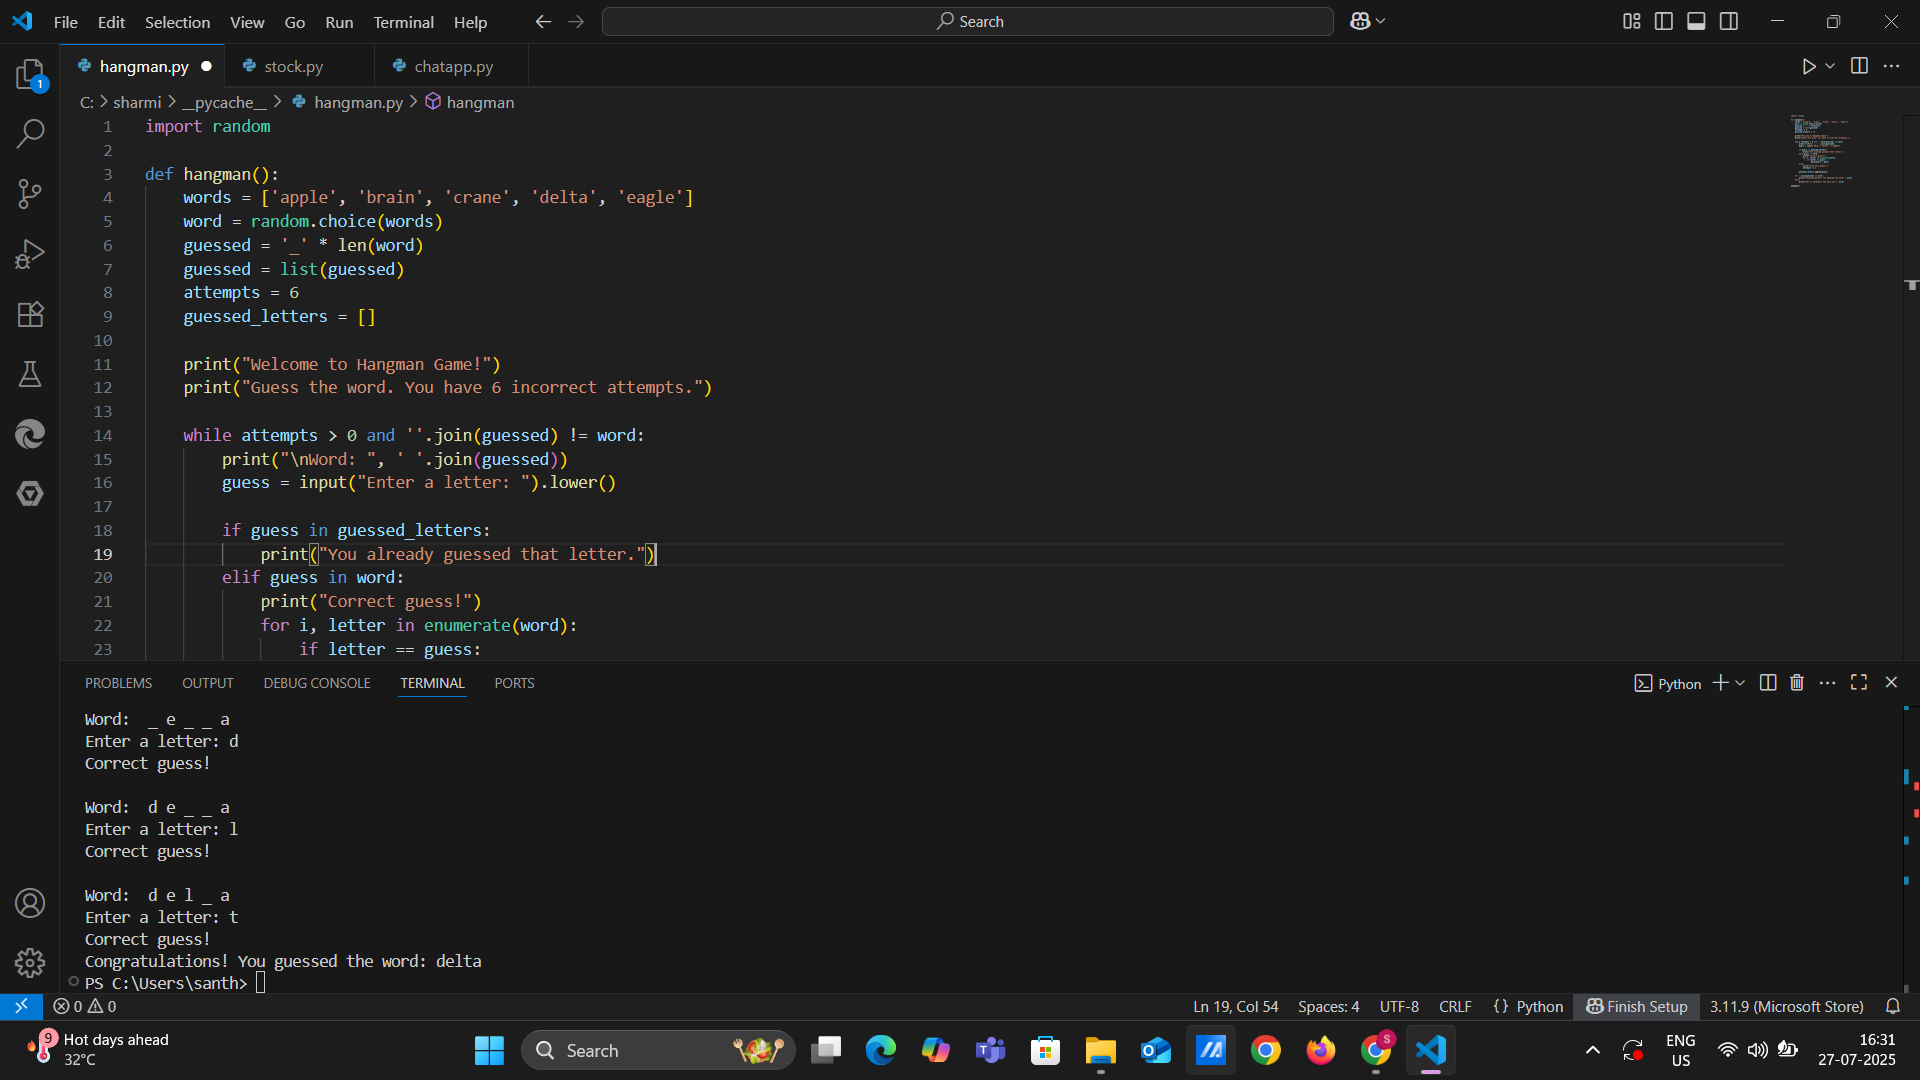 File Edit Selection View Go Run Terminal Help Search
hangman.py stock.py chatapp.py
1
C: > sharmi > __pycache__ > hangman.py > hangman
1 import random
2
3 def hangman():
4     words = ['apple', 'brain', 'crane', 'delta', 'eagle']
5     word = random.choice(words)
6     guessed = '_' * len(word)
7     guessed = list(guessed)
8     attempts = 6
9     guessed_letters = []
10
11     print("Welcome to Hangman Game!")
12     print("Guess the word. You have 6 incorrect attempts.")
13
14     while attempts > 0 and ''.join(guessed) != word:
15         print("\nWord: ", ' '.join(guessed))
16         guess = input("Enter a letter: ").lower()
17
18         if guess in guessed_letters:
19             print("You already guessed that letter.")
20         elif guess in word:
21             print("Correct guess!")
22             for i, letter in enumerate(word):
23                 if letter == guess:
PROBLEMS OUTPUT DEBUG CONSOLE TERMINAL PORTS Python
Word:  _ e _ _ a
Enter a letter: d
Correct guess!
Word:  d e _ _ a
Enter a letter: l
Correct guess!
Word:  d e l _ a
Enter a letter: t
Correct guess!
Congratulations! You guessed the word: delta
PS C:\Users\santh>
0 0 Ln 19, Col 54 Spaces: 4 UTF-8 CRLF {} Python Finish Setup 3.11.9 (Microsoft Store)
9 Hot days ahead
32°C
Search
S
ENG
US
16:31
27-07-2025